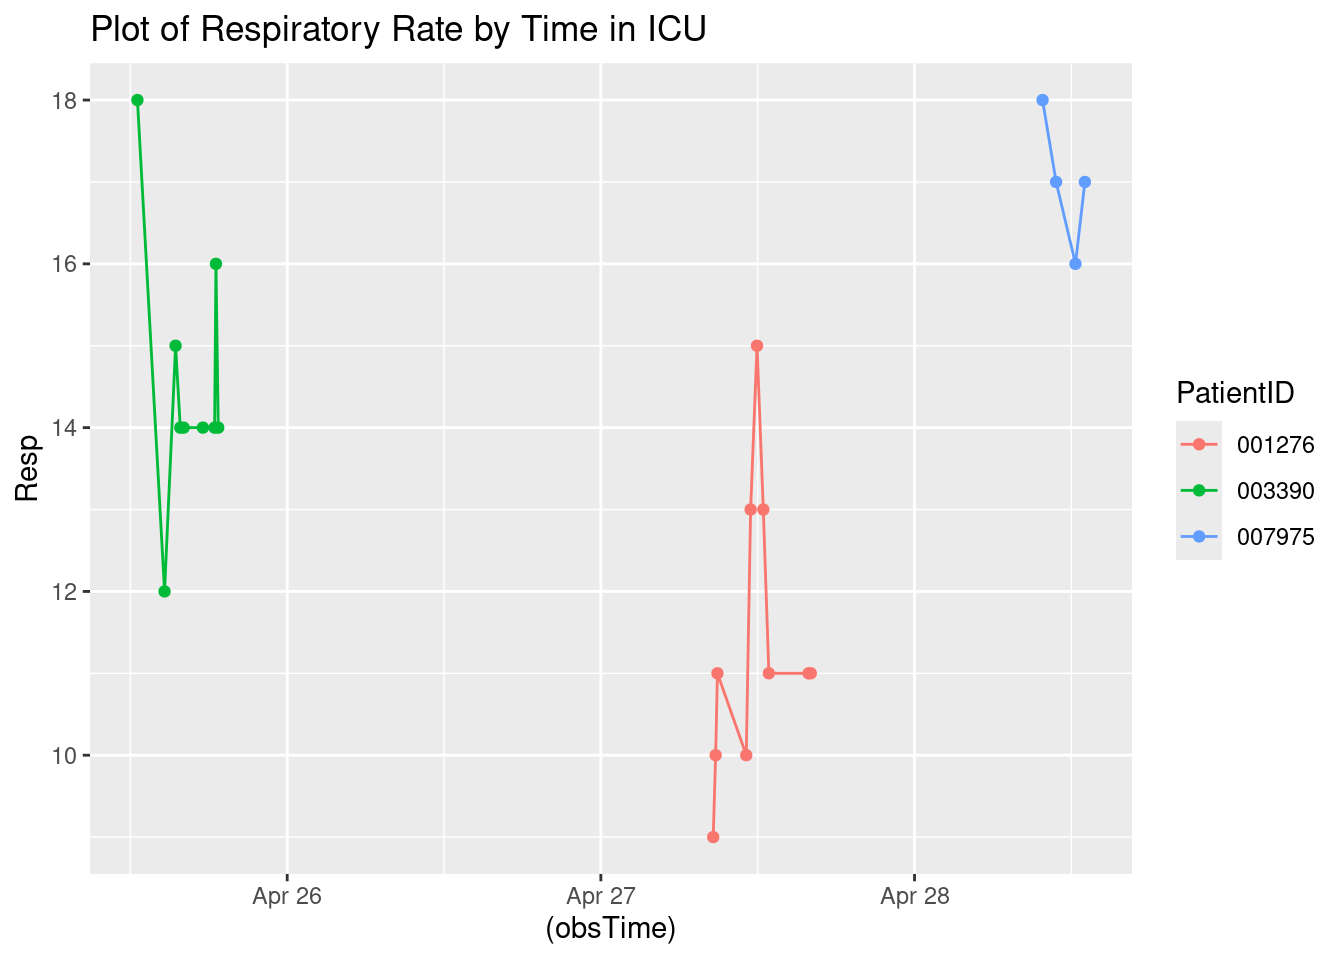 Plot of Respiratory Rate by Time in ICU
18
16
14
12
10
Resp
Apr 26
Apr 27
Apr 28
(obsTime)
PatientID
001276
003390
007975